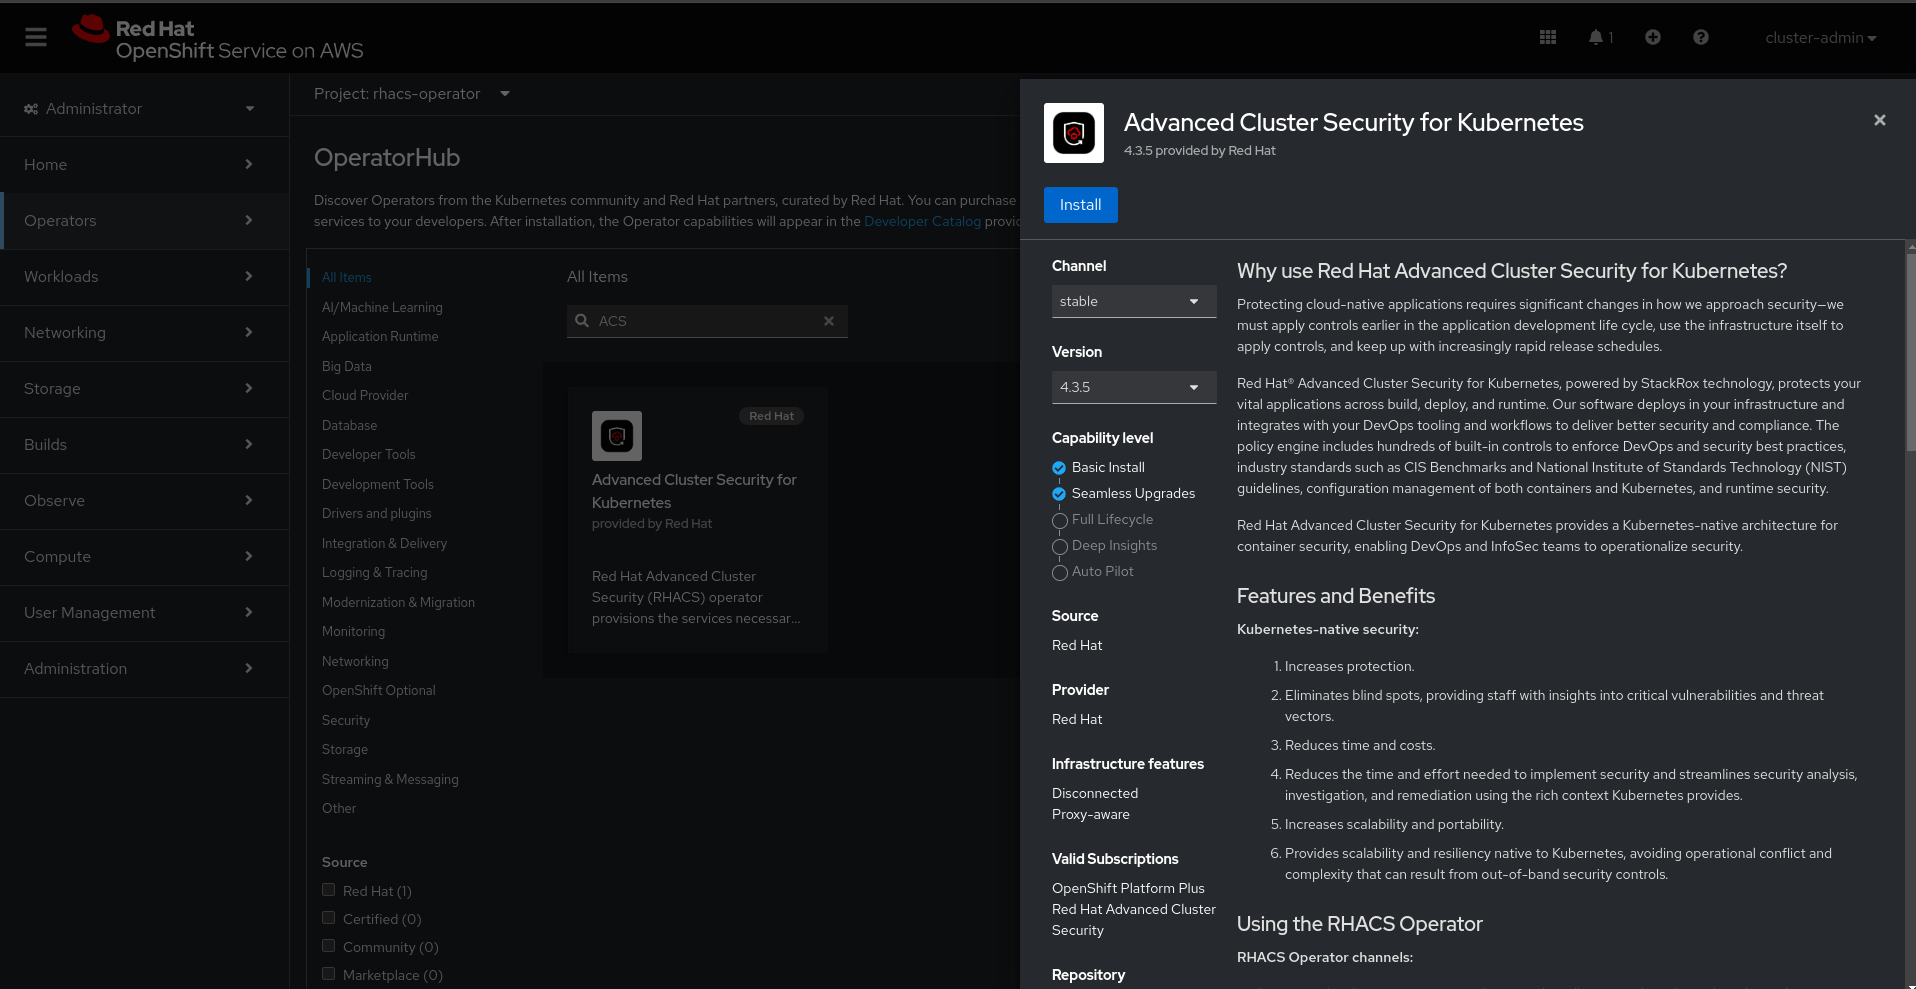 Red Hat
OpenShift Service on AWS
1
cluster-admin
Administrator
Home
Operators
Workloads
Networking
Storage
Builds
Observe
Compute
User Management
Administration
Project: rhacs-operator
OperatorHub
Discover Operators from the Kubernetes community and Red Hat partners, curated by Red Hat. You can purchase
services to your developers. After installation, the Operator capabilities will appear in the Developer Catalog
All Items
AI/Machine Learning
Application Runtime
Big Data
Cloud Provider
Database
Developer Tools
Development Tools
Drivers and plugins
Integration & Delivery
Logging & Tracing
Modernization & Migration
Monitoring
Networking
OpenShift Optional
Security
Storage
Streaming & Messaging
Other
Source
Red Hat (1)
Certified (0)
Community (0)
Marketplace (0)
All Items
ACS
Red Hat
Advanced Cluster Security for
Kubernetes
provided by Red Hat
Red Hat Advanced Cluster
Security (RHACS) operator
provisions the services necessar...
Advanced Cluster Security for Kubernetes
4.3.5 provided by Red Hat
Install
Channel
stable
Version
4.3.5
Capability level
Basic Install
Seamless Upgrades
Full Lifecycle
Deep Insights
Auto Pilot
Source
Red Hat
Provider
Red Hat
Infrastructure features
Disconnected
Proxy-aware
Valid Subscriptions
OpenShift Platform Plus
Red Hat Advanced Cluster
Security
Repository
Why use Red Hat Advanced Cluster Security for Kubernetes?
Protecting cloud-native applications requires significant changes in how we approach security—we
must apply controls earlier in the application development life cycle, use the infrastructure itself to
apply controls, and keep up with increasingly rapid release schedules.
Red Hat® Advanced Cluster Security for Kubernetes, powered by StackRox technology, protects your
vital applications across build, deploy, and runtime. Our software deploys in your infrastructure and
integrates with your DevOps tooling and workflows to deliver better security and compliance. The
policy engine includes hundreds of built-in controls to enforce DevOps and security best practices,
industry standards such as CIS Benchmarks and National Institute of Standards Technology (NIST)
guidelines, configuration management of both containers and Kubernetes, and runtime security.
Red Hat Advanced Cluster Security for Kubernetes provides a Kubernetes-native architecture for
container security, enabling DevOps and InfoSec teams to operationalize security.
Features and Benefits
Kubernetes-native security:
1. Increases protection.
2. Eliminates blind spots, providing staff with insights into critical vulnerabilities and threat
vectors.
3. Reduces time and costs.
4. Reduces the time and effort needed to implement security and streamlines security analysis,
investigation, and remediation using the rich context Kubernetes provides.
5. Increases scalability and portability.
6. Provides scalability and resiliency native to Kubernetes, avoiding operational conflict and
complexity that can result from out-of-band security controls.
Using the RHACS Operator
RHACS Operator channels: